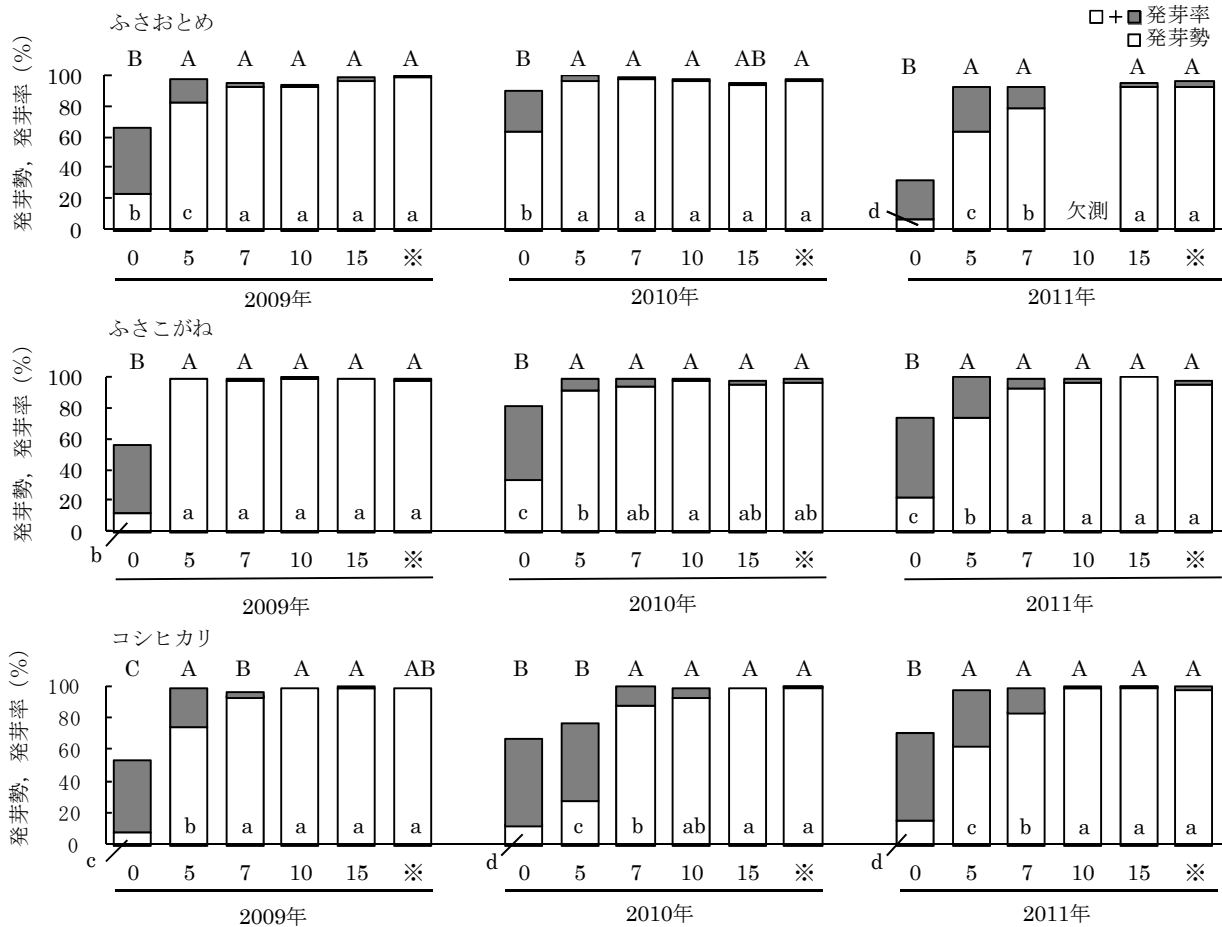 ふさおとめ
□+■発芽率
□発芽勢
B A A A A A
B A A A AB A
B A A A A
発芽勢，発芽率（%）
100
80
60
40
20
0
b c a a a a
b a a a a a
d c b 欠測 a a
0 5 7 10 15 ※
0 5 7 10 15 ※
0 5 7 10 15 ※
2009年 2010年 2011年
ふさこがね
B A A A A A
B A A A A A
B A A A A A
発芽勢，発芽率（%）
100
80
60
40
20
0
b a a a a a
c b ab a ab ab
c b a a a a
0 5 7 10 15 ※
0 5 7 10 15 ※
0 5 7 10 15 ※
2009年 2010年 2011年
コシヒカリ
C A B A A AB
B B A A A A
B A A A A A
発芽勢，発芽率（%）
100
80
60
40
20
0
c b a a a a
d c b ab a a
d c b a a a
0 5 7 10 15 ※
0 5 7 10 15 ※
0 5 7 10 15 ※
2009年 2010年 2011年